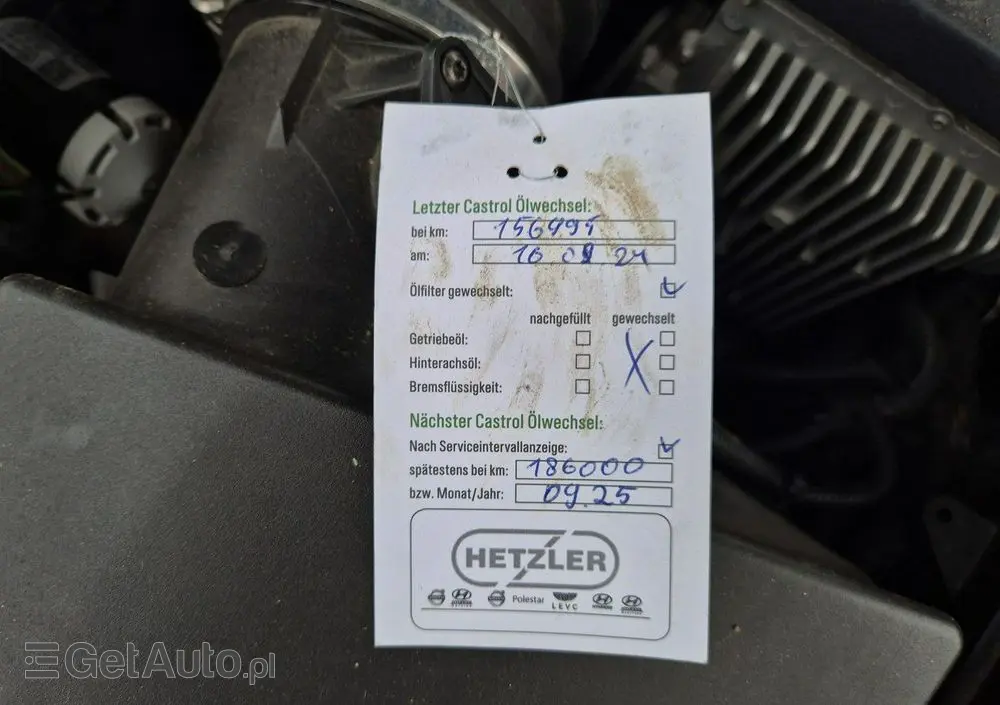 Letzter Castrol Ölwechsel:
bei km: 156495
am: 16.09.24
Ölfilter gewechselt:
nachgefüllt gewechselt
Getriebeöl:
Hinterachsöl:
Bremsflüssigkeit:
Nächster Castrol Ölwechsel:
Nach Serviceintervallanzeige:
spätestens bei km: 186000
bzw. Monat/Jahr: 09.25
HETZLER
Polestar LEVC
GetAuto.pl